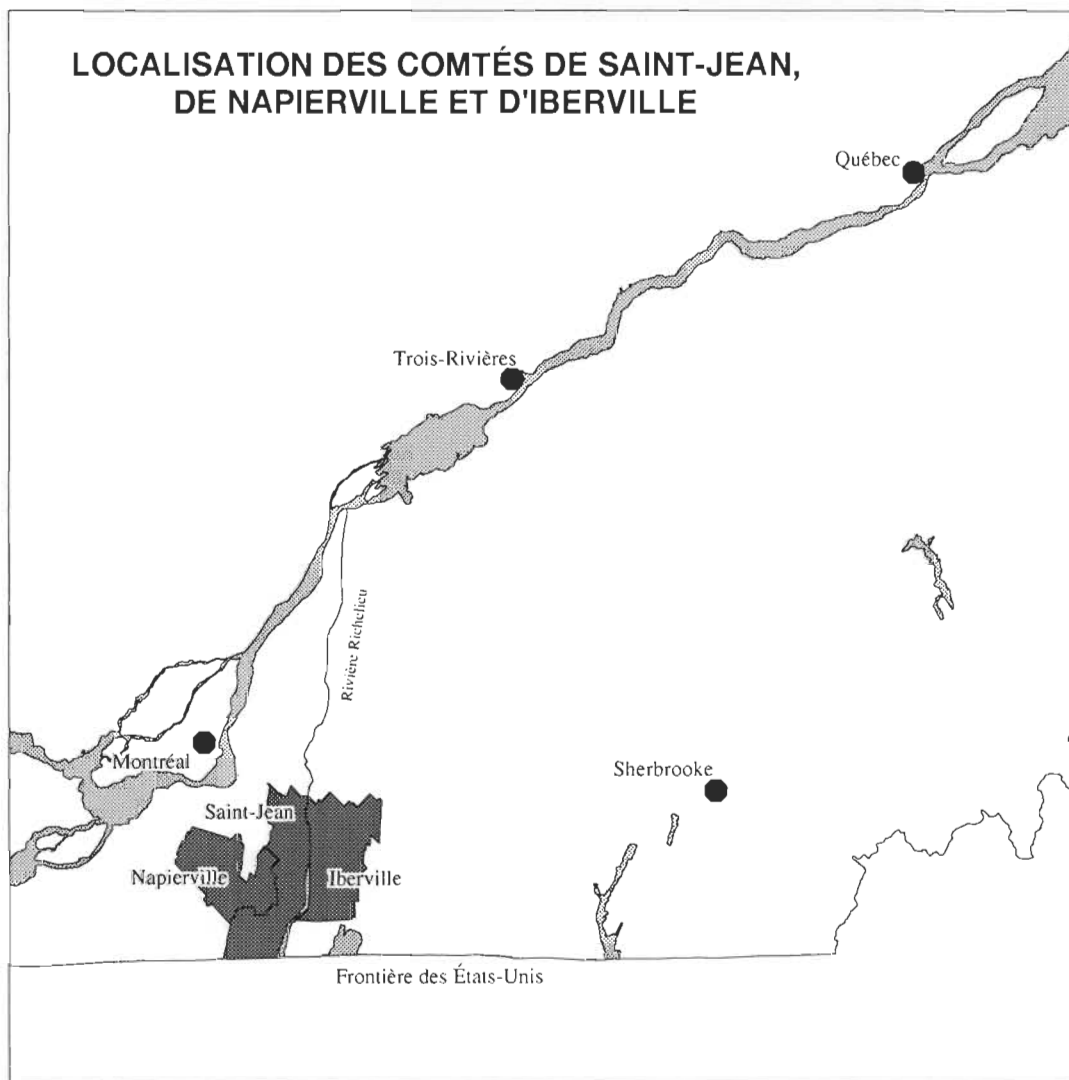 LOCALISATION DES COMTÉS DE SAINT-JEAN,
DE NAPIERVILLE ET D'IBERVILLE
Québec
Trois-Rivières
Rivière Richelieu
Montréal
Sherbrooke
Saint-Jean
Napierville
Iberville
Frontière des États-Unis